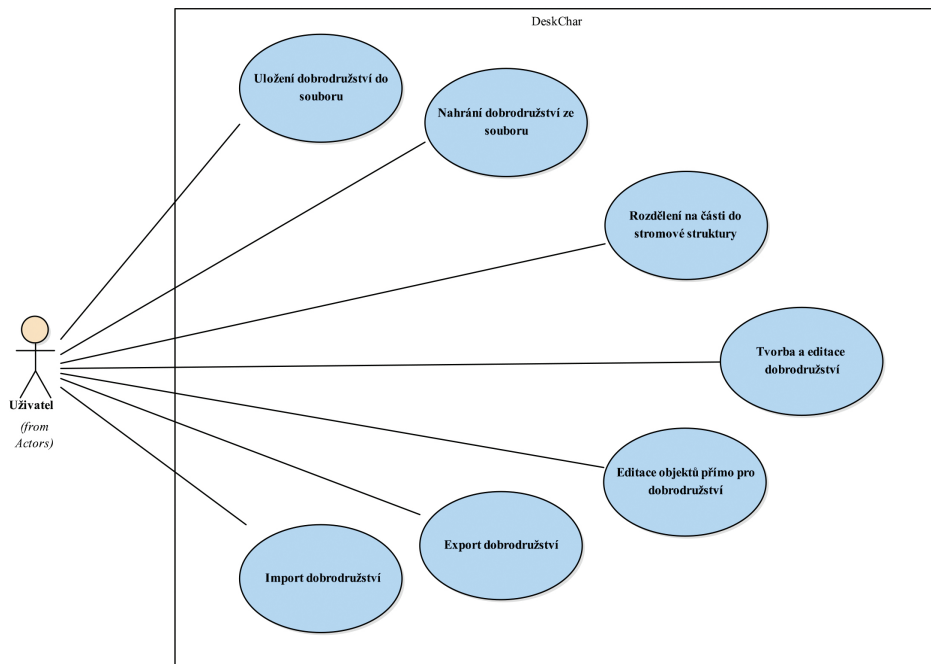 DeskChar
Uložení dobrodružství do
souboru
Nahrání dobrodružství ze
souboru
Rozdělení na části do
stromové struktury
Tvorba a editace
dobrodružství
Uživatel
(from
Actors)
Editace objektů přímo pro
dobrodružství
Export dobrodružství
Import dobrodružství